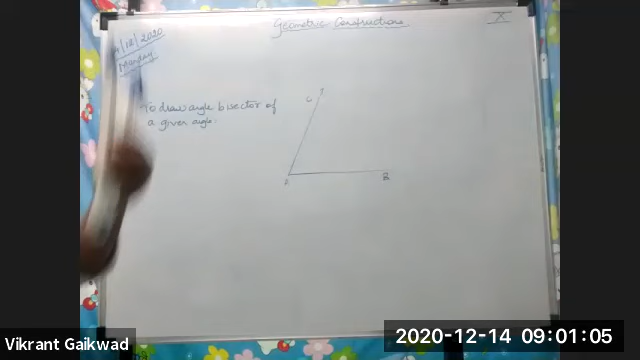 Geometric Constructions
X
14/12/2020
Monday
To draw angle bisector of
a given angle.
C
A
B
Vikrant Gaikwad
2020-12-14 09:01:05